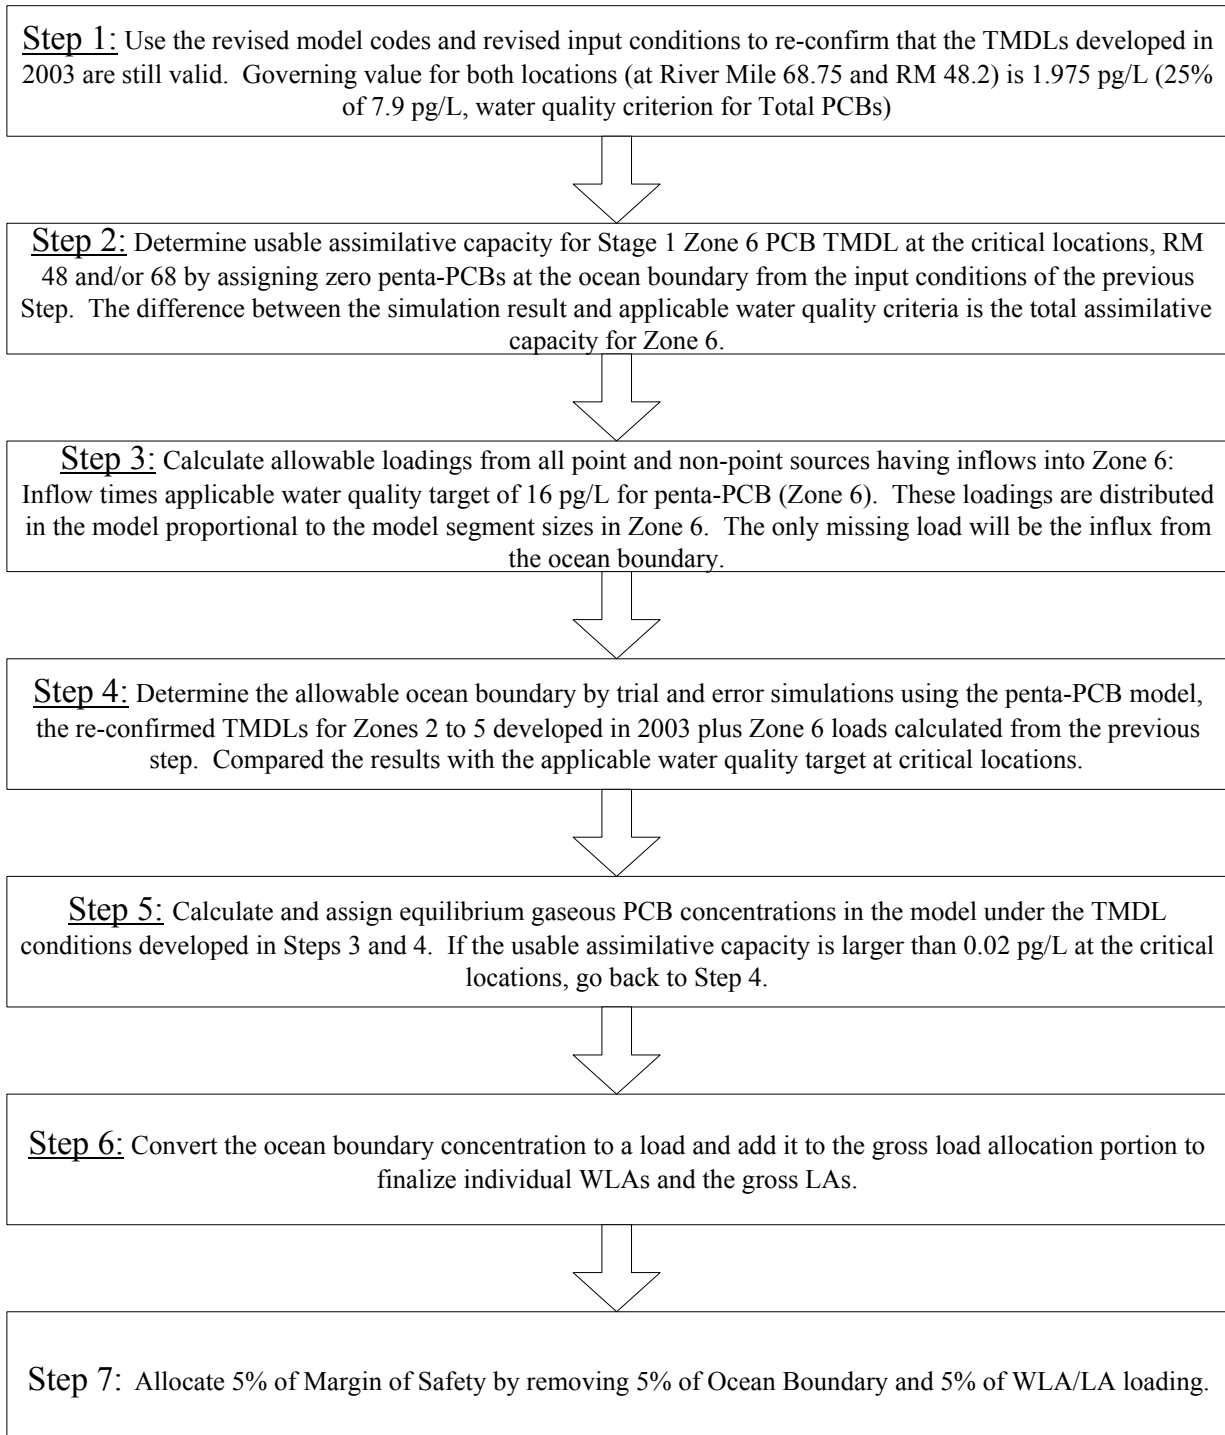 Step 1: Use the revised model codes and revised input conditions to re-confirm that the TMDLs developed in
2003 are still valid.  Governing value for both locations (at River Mile 68.75 and RM 48.2) is 1.975 pg/L (25%
of 7.9 pg/L, water quality criterion for Total PCBs)
Step 2: Determine usable assimilative capacity for Stage 1 Zone 6 PCB TMDL at the critical locations, RM
48 and/or 68 by assigning zero penta-PCBs at the ocean boundary from the input conditions of the previous
Step.  The difference between the simulation result and applicable water quality criteria is the total assimilative
capacity for Zone 6.
Step 3: Calculate allowable loadings from all point and non-point sources having inflows into Zone 6:
Inflow times applicable water quality target of 16 pg/L for penta-PCB (Zone 6).  These loadings are distributed
in the model proportional to the model segment sizes in Zone 6.  The only missing load will be the influx from
the ocean boundary.
Step 4: Determine the allowable ocean boundary by trial and error simulations using the penta-PCB model,
the re-confirmed TMDLs for Zones 2 to 5 developed in 2003 plus Zone 6 loads calculated from the previous
step.  Compared the results with the applicable water quality target at critical locations.
Step 5: Calculate and assign equilibrium gaseous PCB concentrations in the model under the TMDL
conditions developed in Steps 3 and 4.  If the usable assimilative capacity is larger than 0.02 pg/L at the critical
locations, go back to Step 4.
Step 6: Convert the ocean boundary concentration to a load and add it to the gross load allocation portion to
finalize individual WLAs and the gross LAs.
Step 7: Allocate 5% of Margin of Safety by removing 5% of Ocean Boundary and 5% of WLA/LA loading.